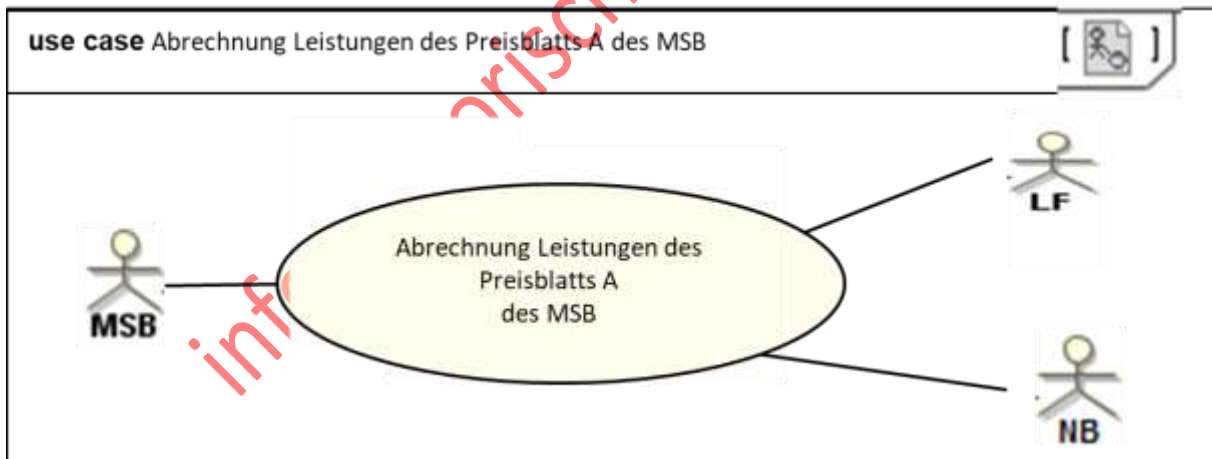 use case Abrechnung Leistungen des Preisblatts A des MSB
[ ]
LF
Abrechnung Leistungen des
Preisblatts A
des MSB
MSB
NB